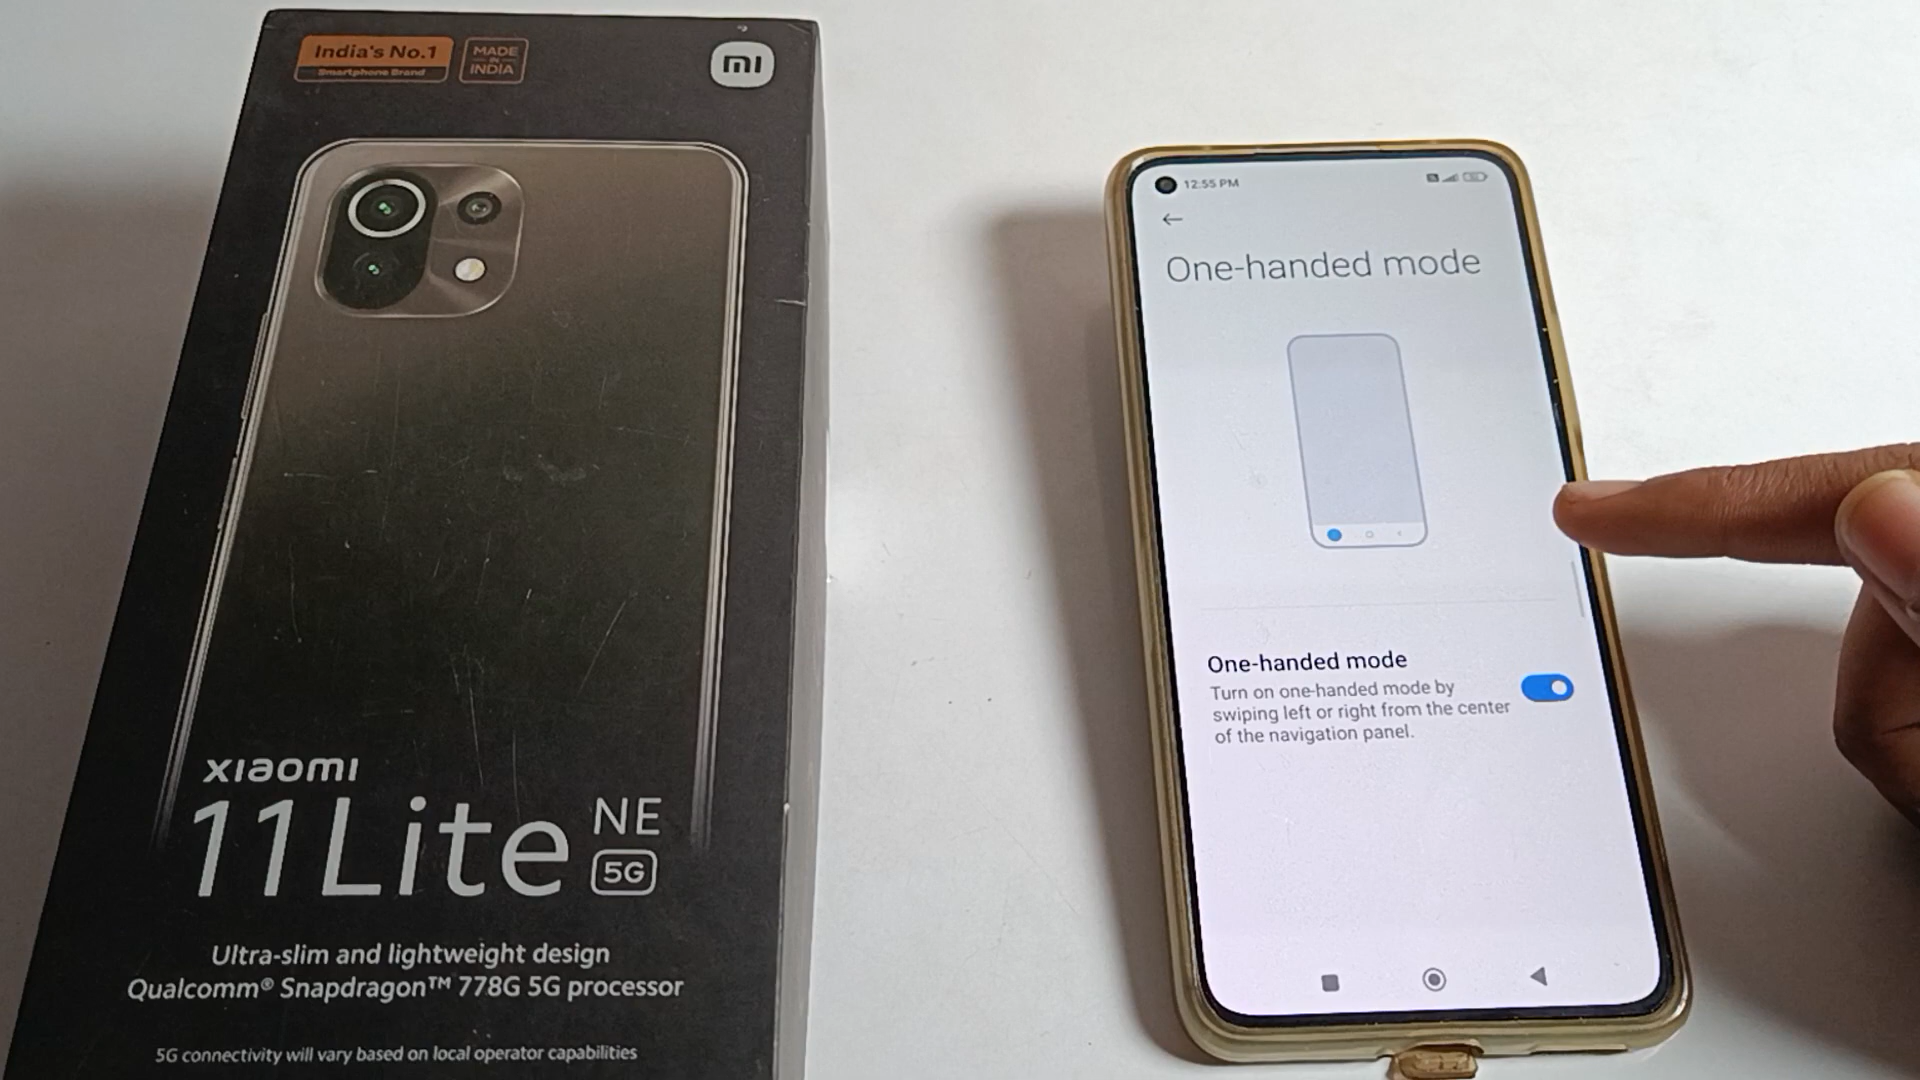 India's No.1
Smartphone Brand
MADE
IN
INDIA
mi
xiaomi
11 Lite NE
5G
Ultra-slim and lightweight design
Qualcomm® Snapdragon™ 778G 5G processor
5G connectivity will vary based on local operator capabilities
12:55 PM
One-handed mode
One-handed mode
Turn on one-handed mode by
swiping left or right from the center
of the navigation panel.